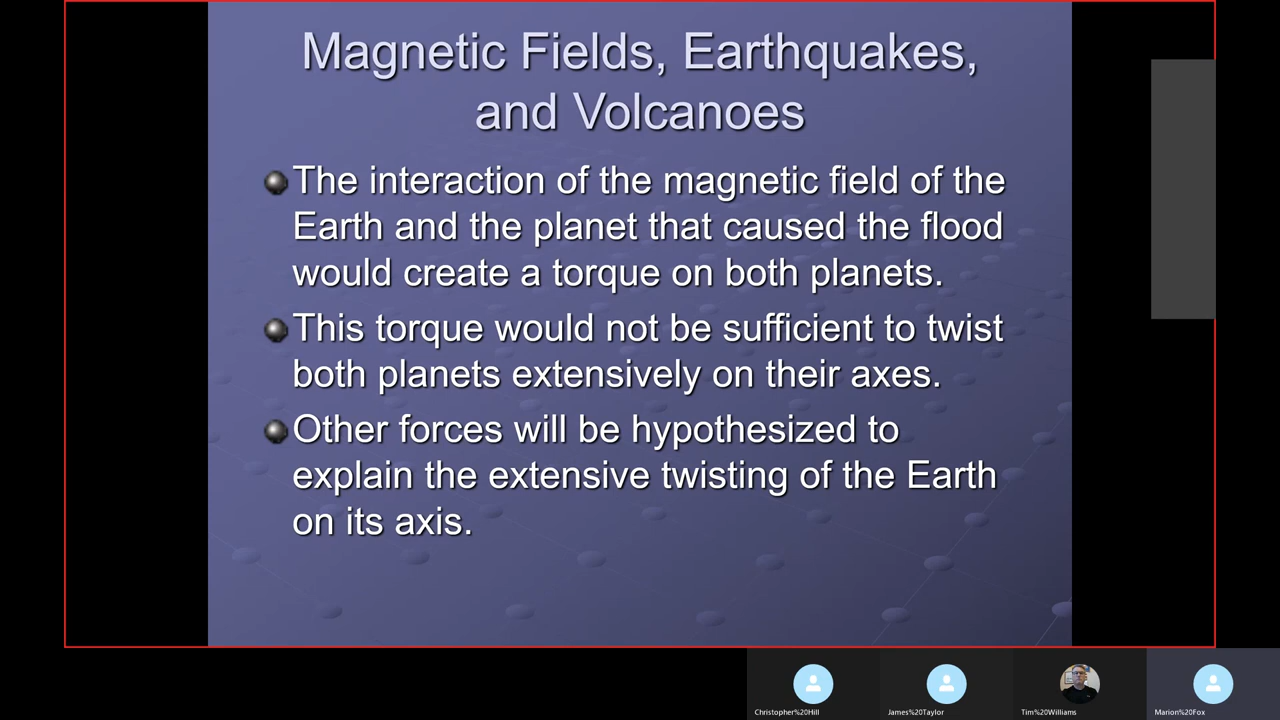 Magnetic Fields, Earthquakes,
and Volcanoes
The interaction of the magnetic field of the
Earth and the planet that caused the flood
would create a torque on both planets.
This torque would not be sufficient to twist
both planets extensively on their axes.
Other forces will be hypothesized to
explain the extensive twisting of the Earth
on its axis.
Christopher%20Hill
James%20Taylor
Tim%20Williams
Marion%20Fox